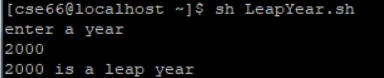 [cse66@localhost ~]$ sh LeapYear.sh
enter a year
2000
2000 is a leap year